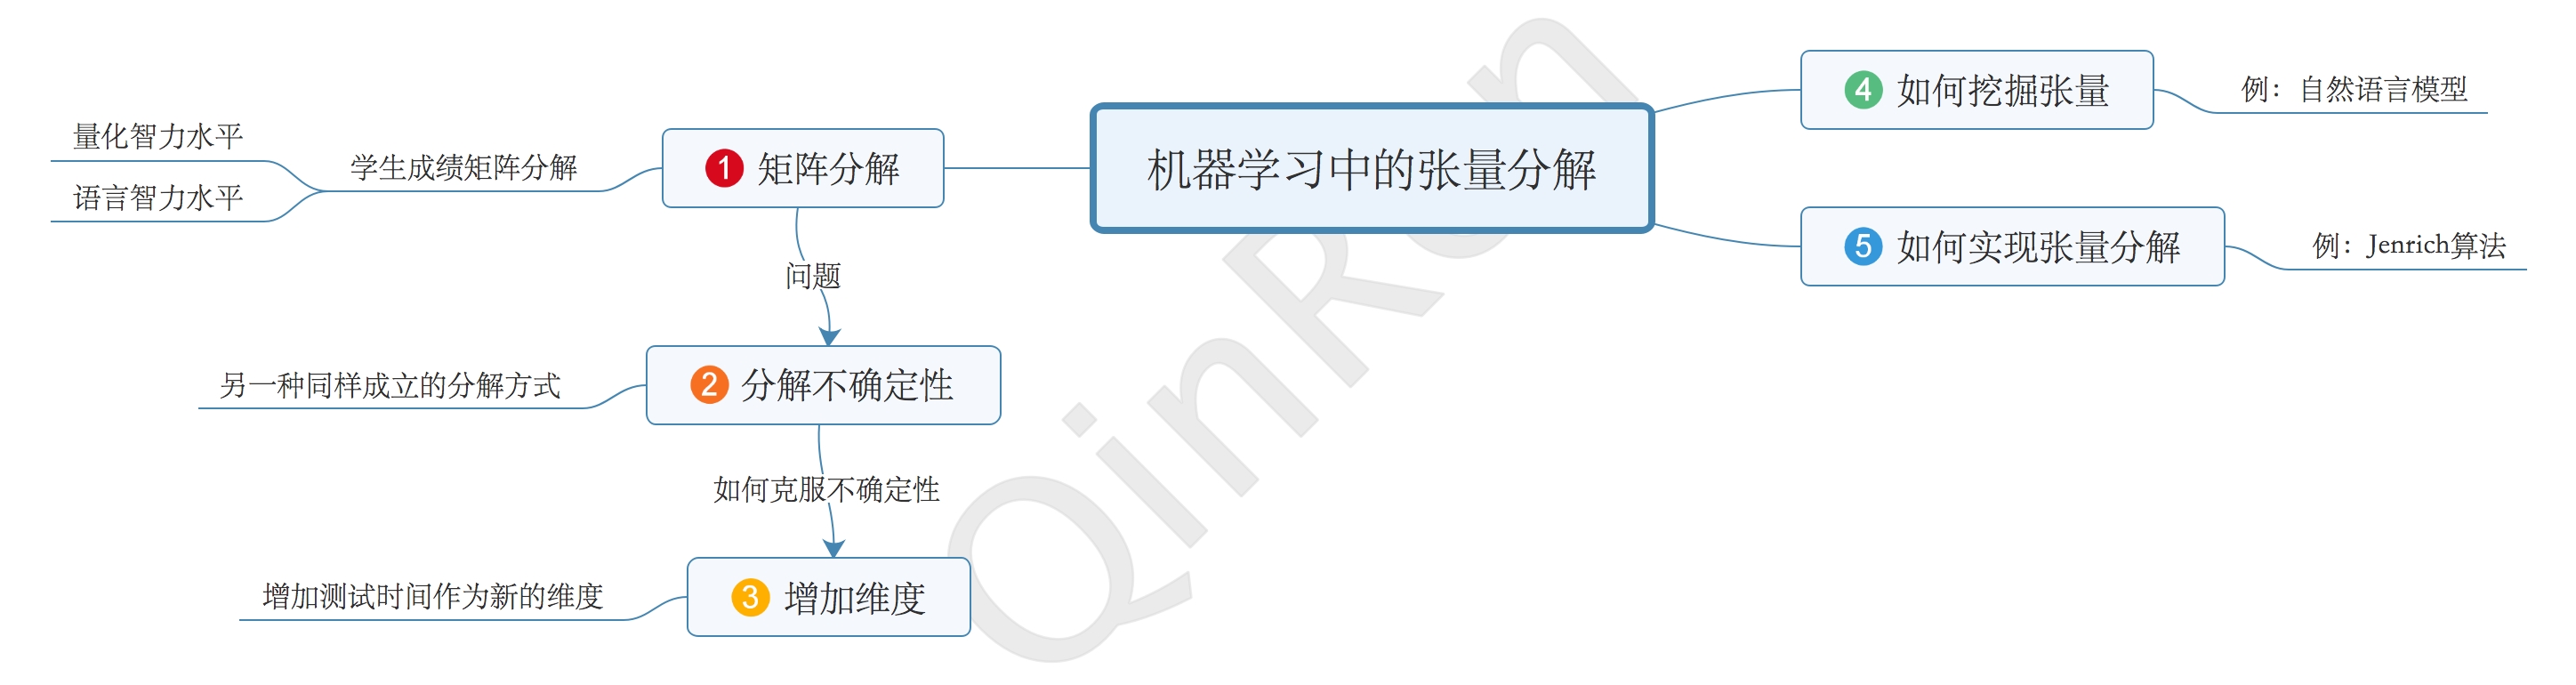 机器学习中的张量分解
1 矩阵分解
学生成绩矩阵分解
量化智力水平
语言智力水平
问题
2 分解不确定性
另一种同样成立的分解方式
如何克服不确定性
3 增加维度
增加测试时间作为新的维度
4 如何挖掘张量
例：自然语言模型
5 如何实现张量分解
例：Jenrich算法